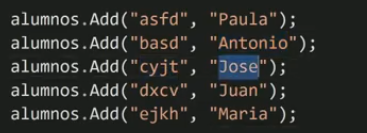 alumnos.Add("asfd", "Paula");
alumnos.Add("basd", "Antonio");
alumnos.Add("cyjt", "Jose");
alumnos.Add("dxcv", "Juan");
alumnos.Add("ejkh", "Maria");